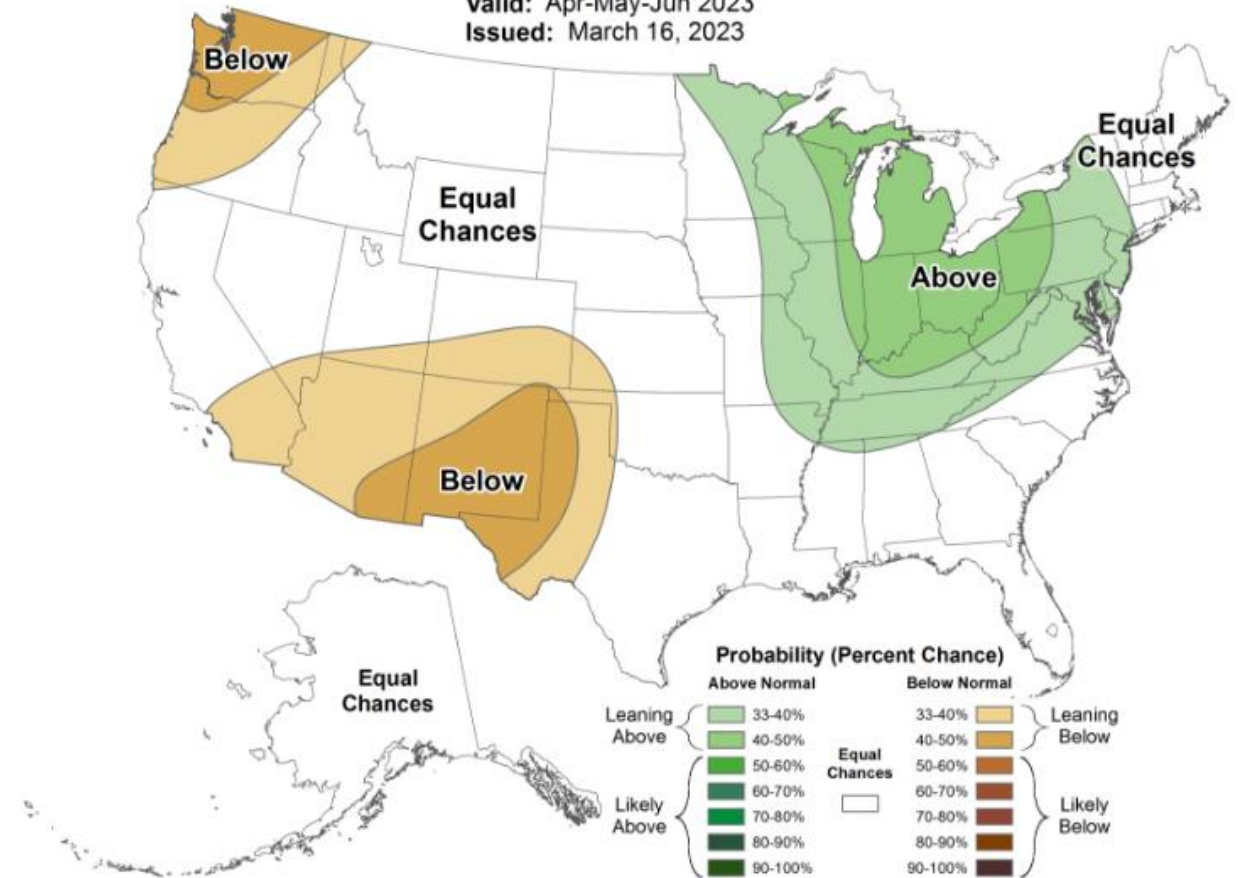 Valid: Apr-May-Jun 2023
Issued: March 16, 2023
Below
Equal
Chances
Equal
Chances
Above
Below
Equal
Chances
Probability (Percent Chance)
Above Normal
Below Normal
Leaning
Above
33-40%
40-50%
50-60%
60-70%
70-80%
80-90%
90-100%
Likely
Above
Equal
Chances
33-40%
40-50%
50-60%
60-70%
70-80%
80-90%
90-100%
Leaning
Below
Likely
Below